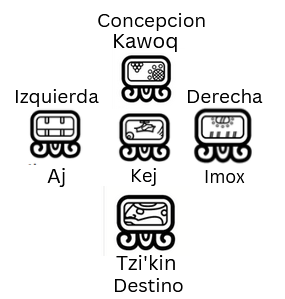 Concepcion
Kawoq
Izquierda
Derecha
Aj
Kej
Imox
Tzi'kin
Destino